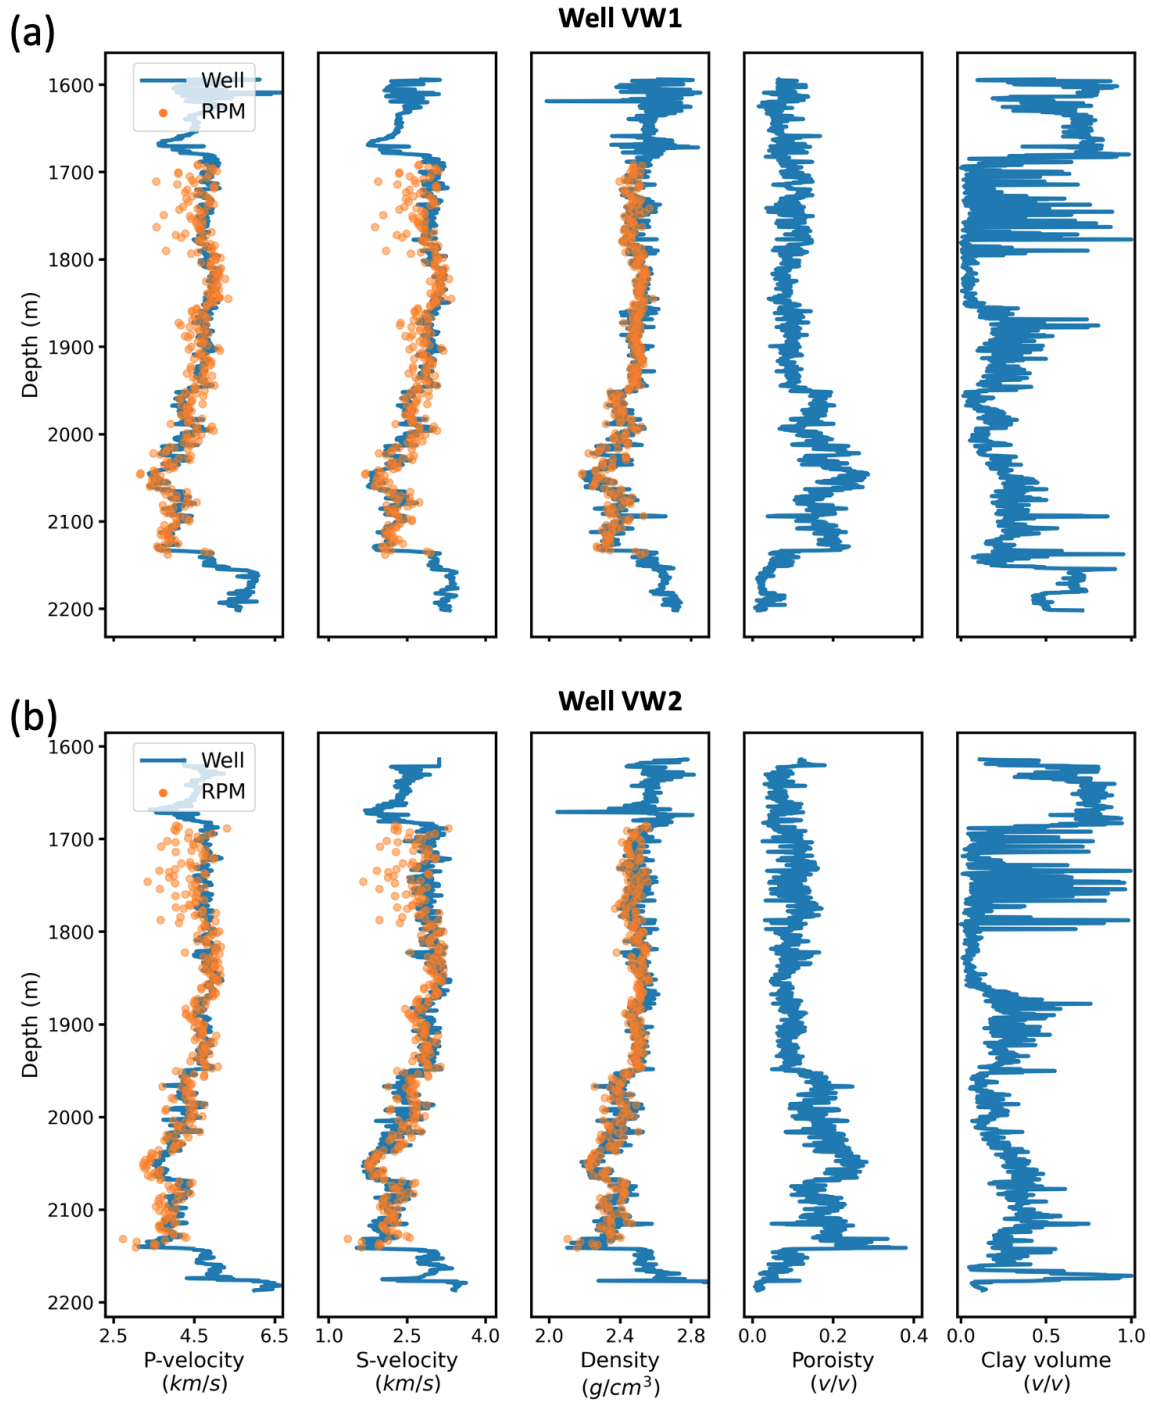 (a)
Well VW1
Well
RPM
1600
1700
1800
1900
2000
2100
2200
Depth (m)
(b)
Well VW2
Well
RPM
1600
1700
1800
1900
2000
2100
2200
Depth (m)
2.5 4.5 6.5 1.0 2.5 4.0 2.0 2.4 2.8 0.0 0.2 0.4 0.0 0.5 1.0
P-velocity S-velocity Density Poroisty Clay volume
(km/s) (km/s) (g/cm³) (v/v) (v/v)